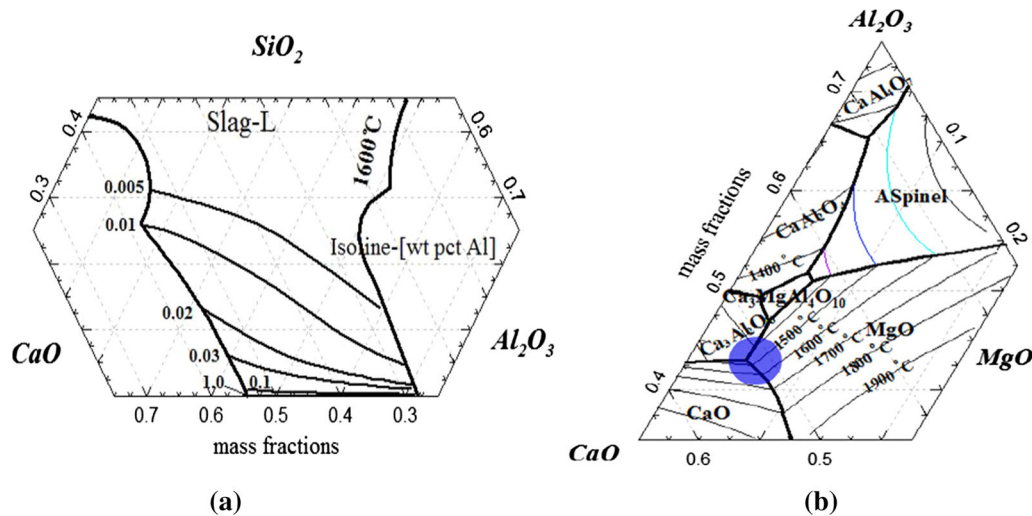 (a)
SiO2
0.4
0.3
Slag-L
1600℃
0.6
0.7
0.005
0.01
Isoline-[wt pct Al]
0.02
0.03
1.0
0.1
CaO
Al2O3
0.7
0.6
0.5
0.4
0.3
mass fractions
(a)
(b)
Al2O3
0.7
CaAl4O7
0.1
mass fractions
0.6
ASpinel
CaAl2O4
0.2
1400°C
0.5
Ca3MgAl4O10
1500°C
MgO
Ca3Al2O6
1600°C
1700°C
1800°C
1900°C
MgO
0.4
CaO
CaO
0.6
0.5
(b)